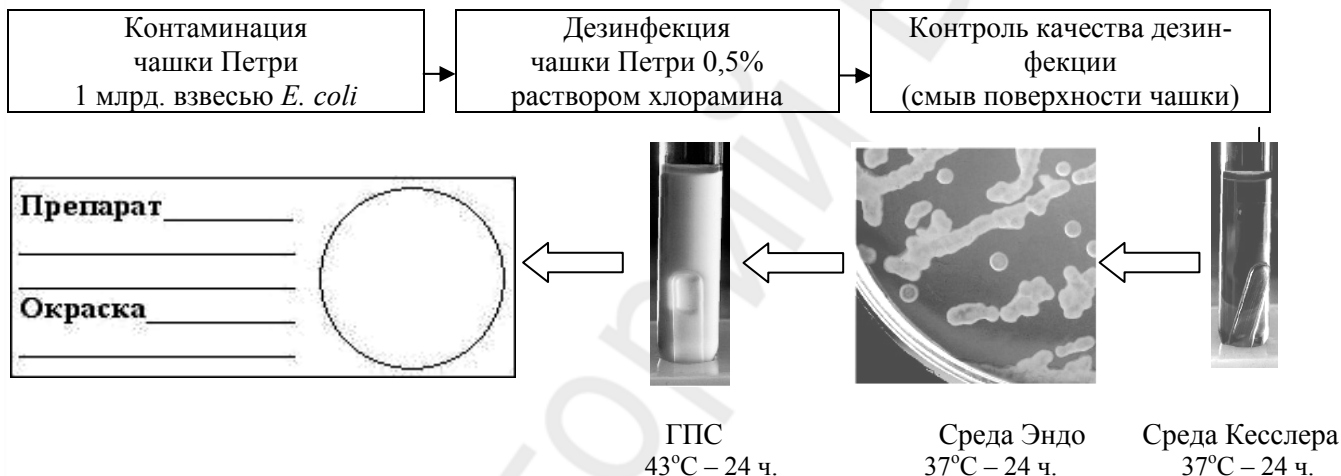 Контаминация
чашки Петри
1 млрд. взвесью E. coli
Дезинфекция
чашки Петри 0,5%
раствором хлорамина
Контроль качества дезин-
фекции
(смыв поверхности чашки)
Препарат
Окраска
ГПС
43°C – 24 ч.
Среда Эндо
37°C – 24 ч.
Среда Кесслера
37°C – 24 ч.